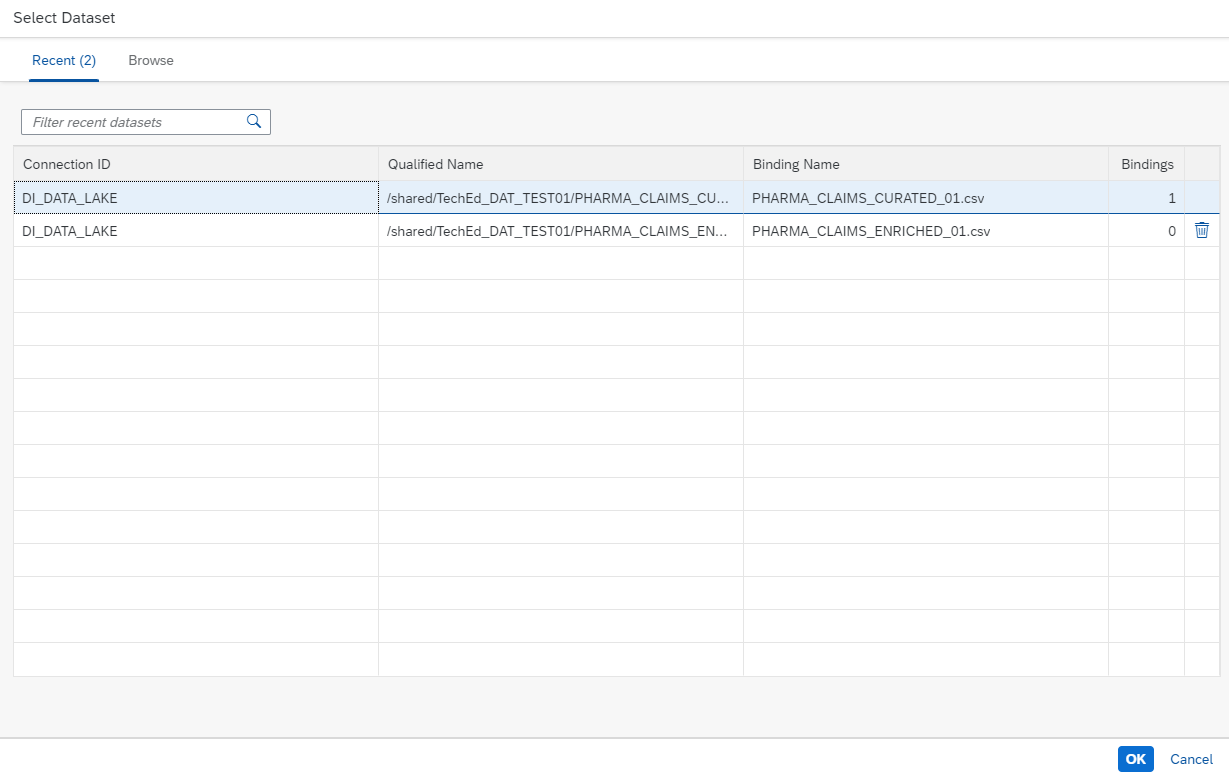 Select Dataset
Recent (2) Browse
Filter recent datasets
Connection ID Qualified Name Binding Name Bindings
DI_DATA_LAKE /shared/TechEd_DAT_TEST01/PHARMA_CLAIMS_CU... PHARMA_CLAIMS_CURATED_01.csv 1
DI_DATA_LAKE /shared/TechEd_DAT_TEST01/PHARMA_CLAIMS_EN... PHARMA_CLAIMS_ENRICHED_01.csv 0
OK Cancel